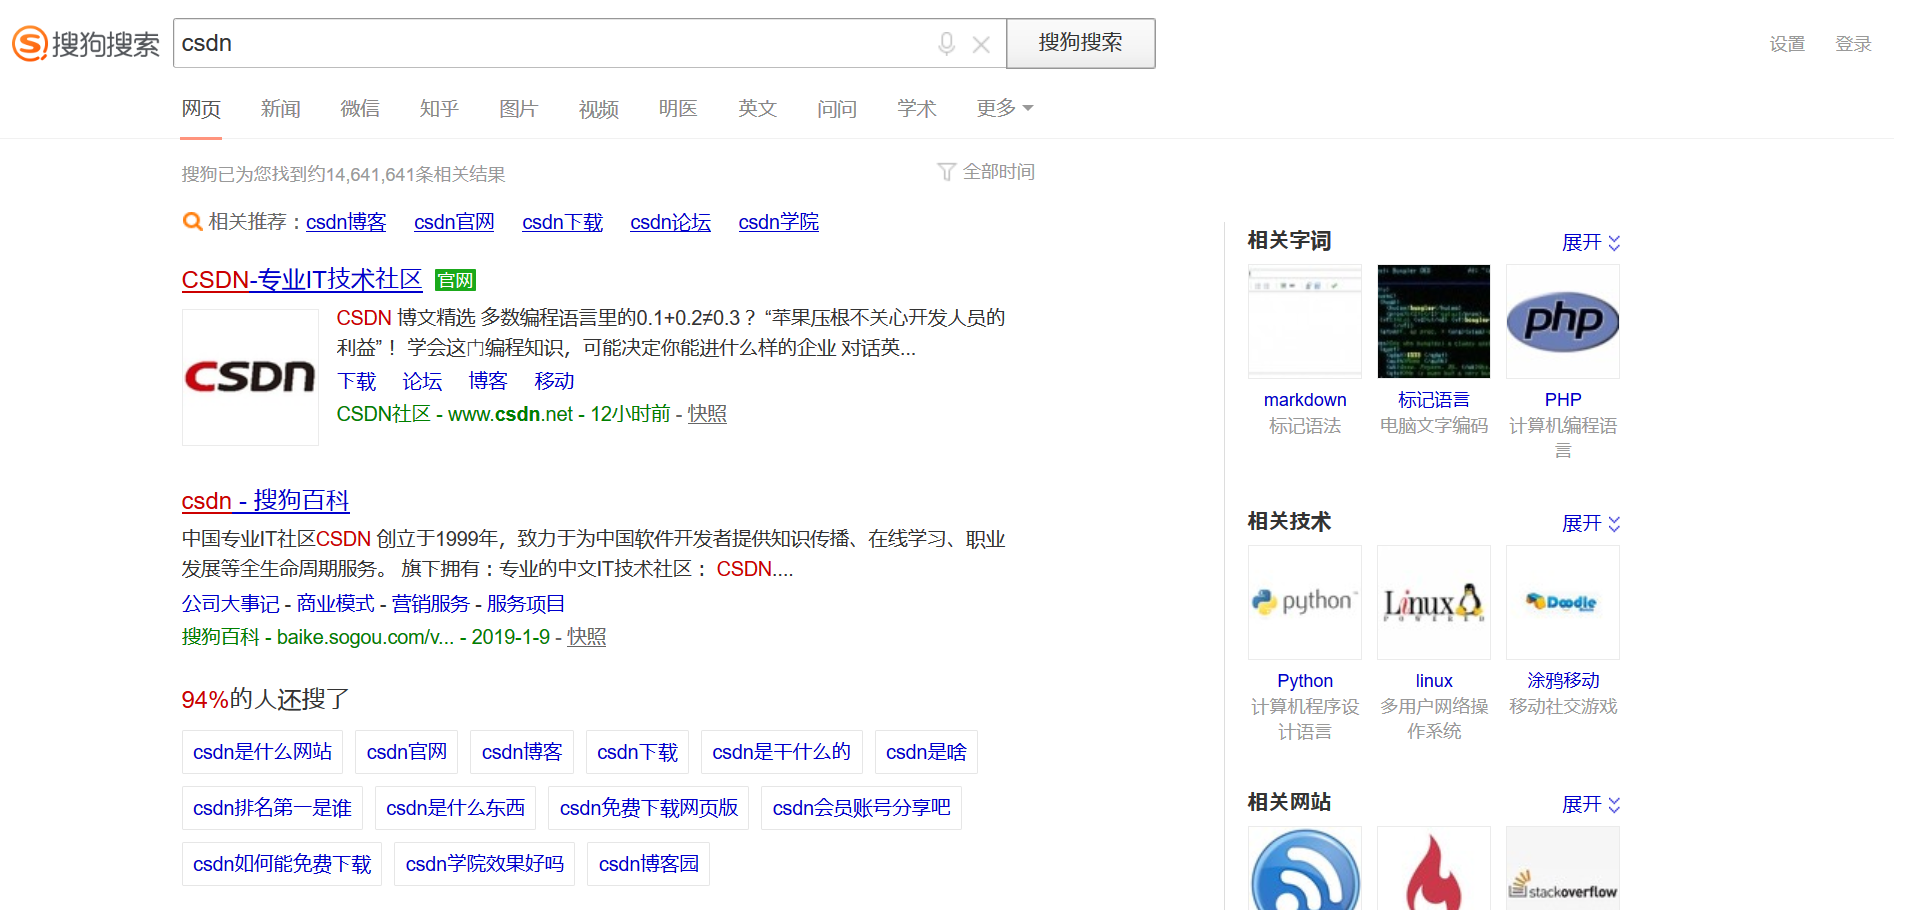 搜狗搜索 csdn 搜狗搜索 设置 登录
网页 新闻 微信 知乎 图片 视频 明医 英文 问问 学术 更多
搜狗已为您找到约14,641,641条相关结果 全部时间
相关推荐：csdn博客 csdn官网 csdn下载 csdn论坛 csdn学院
CSDN-专业IT技术社区 官网
CSDN
CSDN 博文精选 多数编程语言里的0.1+0.2≠0.3？ “苹果压根不关心开发人员的
利益”！ 学会这门编程知识，可能决定你能进什么样的企业 对话英...
下载 论坛 博客 移动
CSDN社区 - www.csdn.net - 12小时前 - 快照
csdn - 搜狗百科
中国专业IT社区CSDN 创立于1999年，致力于为中国软件开发者提供知识传播、在线学习、职业
发展等全生命周期服务。 旗下拥有：专业的中文IT技术社区： CSDN....
公司大事记 - 商业模式 - 营销服务 - 服务项目
搜狗百科 - baike.sogou.com/v... - 2019-1-9 - 快照
94%的人还搜了
csdn是什么网站 csdn官网 csdn博客 csdn下载 csdn是干什么的 csdn是啥
csdn排名第一是谁 csdn是什么东西 csdn免费下载网页版 csdn会员账号分享吧
csdn如何能免费下载 csdn学院效果好吗 csdn博客园
相关字词 展开
php
markdown 标记语言 PHP
标记语法 电脑文字编码 计算机编程语
言
相关技术 展开
python Linux POWERED Doodle
Python linux 涂鸦移动
计算机程序设 多用户网络操 移动社交游戏
计语言 作系统
相关网站 展开
stackoverflow